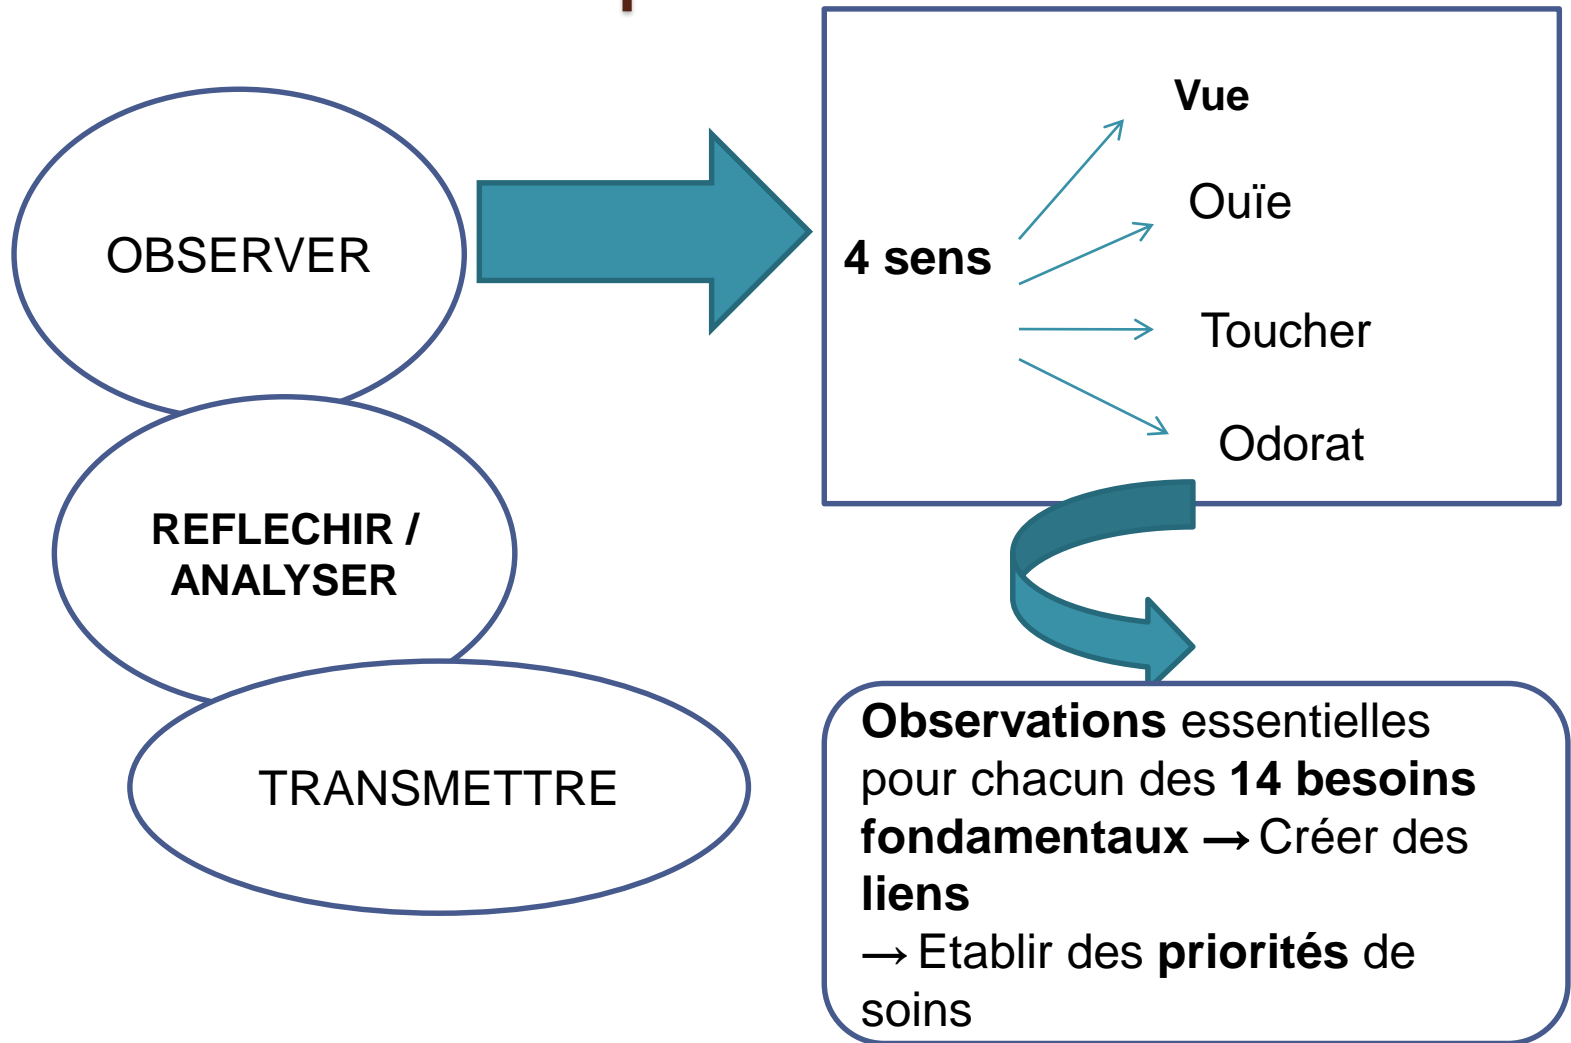 OBSERVER
REFLECHIR /
ANALYSER
TRANSMETTRE
4 sens
Vue
Ouïe
Toucher
Odorat
Observations essentielles
pour chacun des 14 besoins
fondamentaux → Créer des
liens
→ Etablir des priorités de
soins